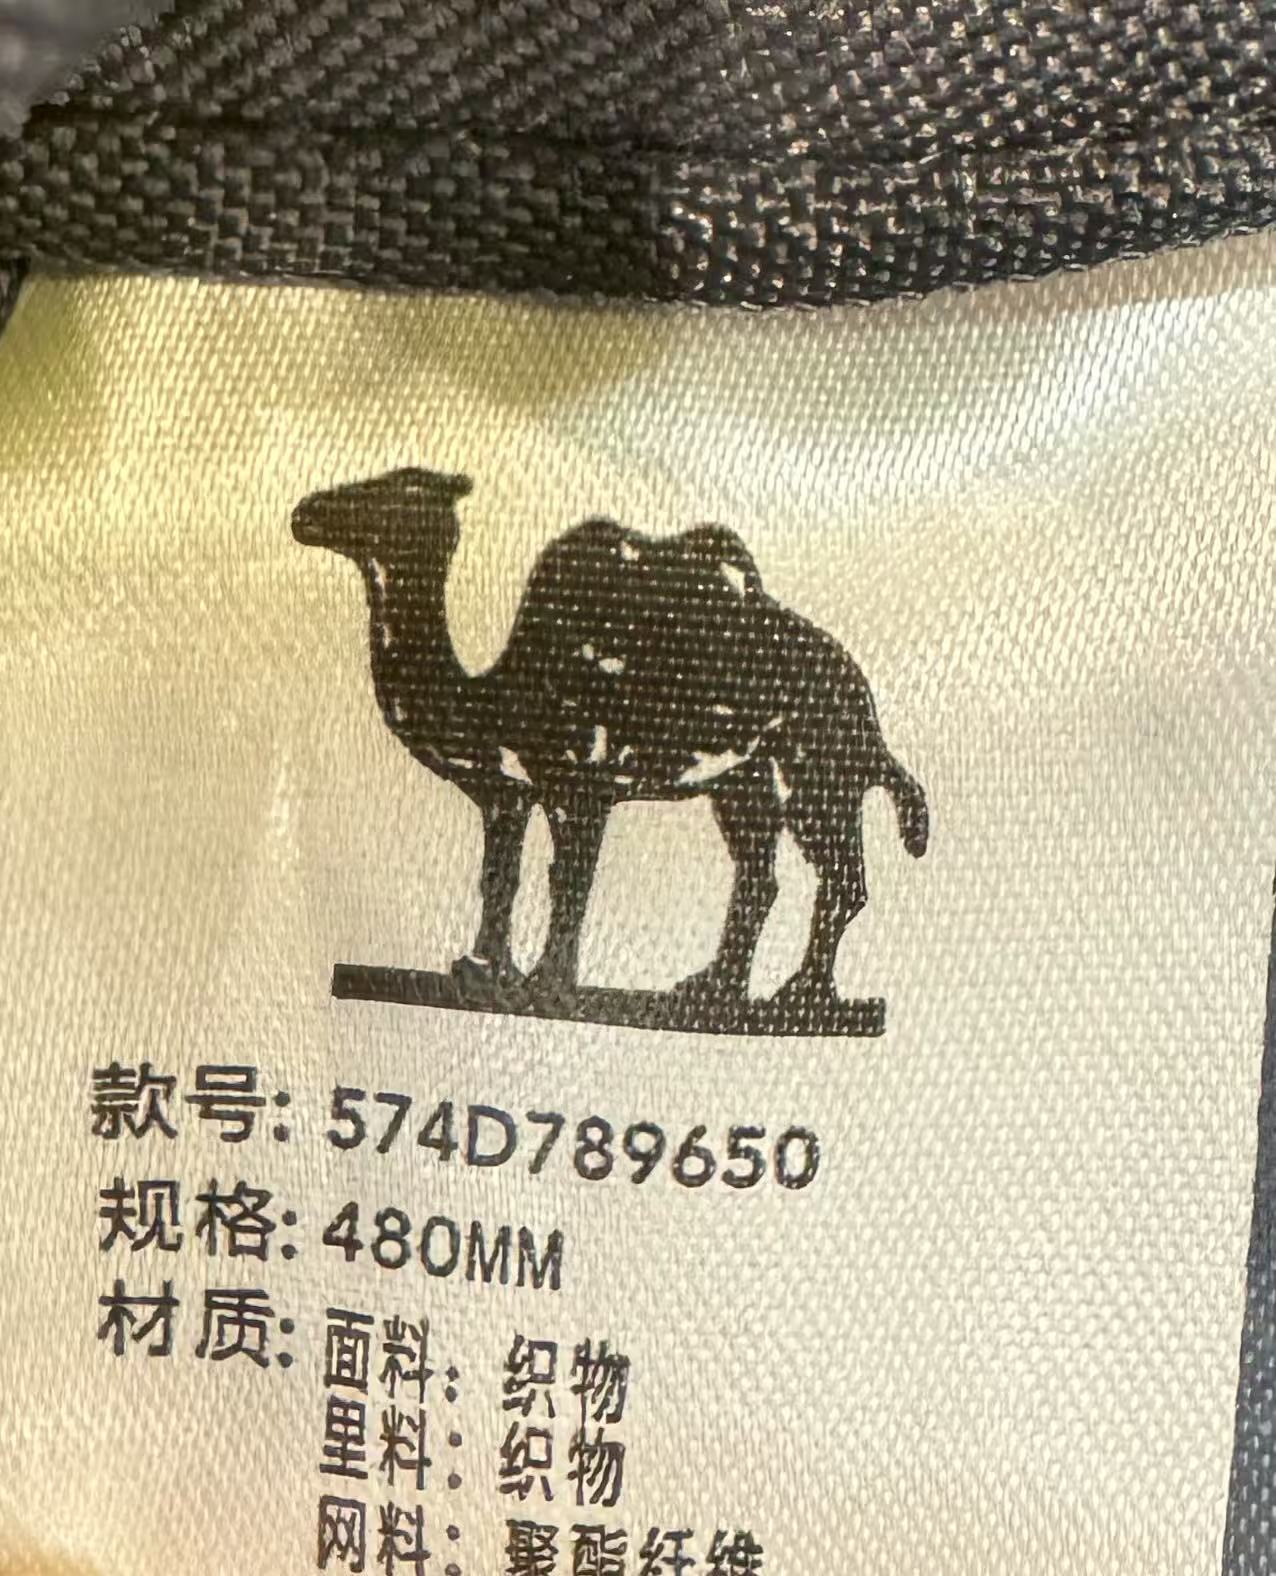 款号: 574D789650
规格: 480MM
材质: 面料: 织物
里料: 织物
网料: 聚酯纤维